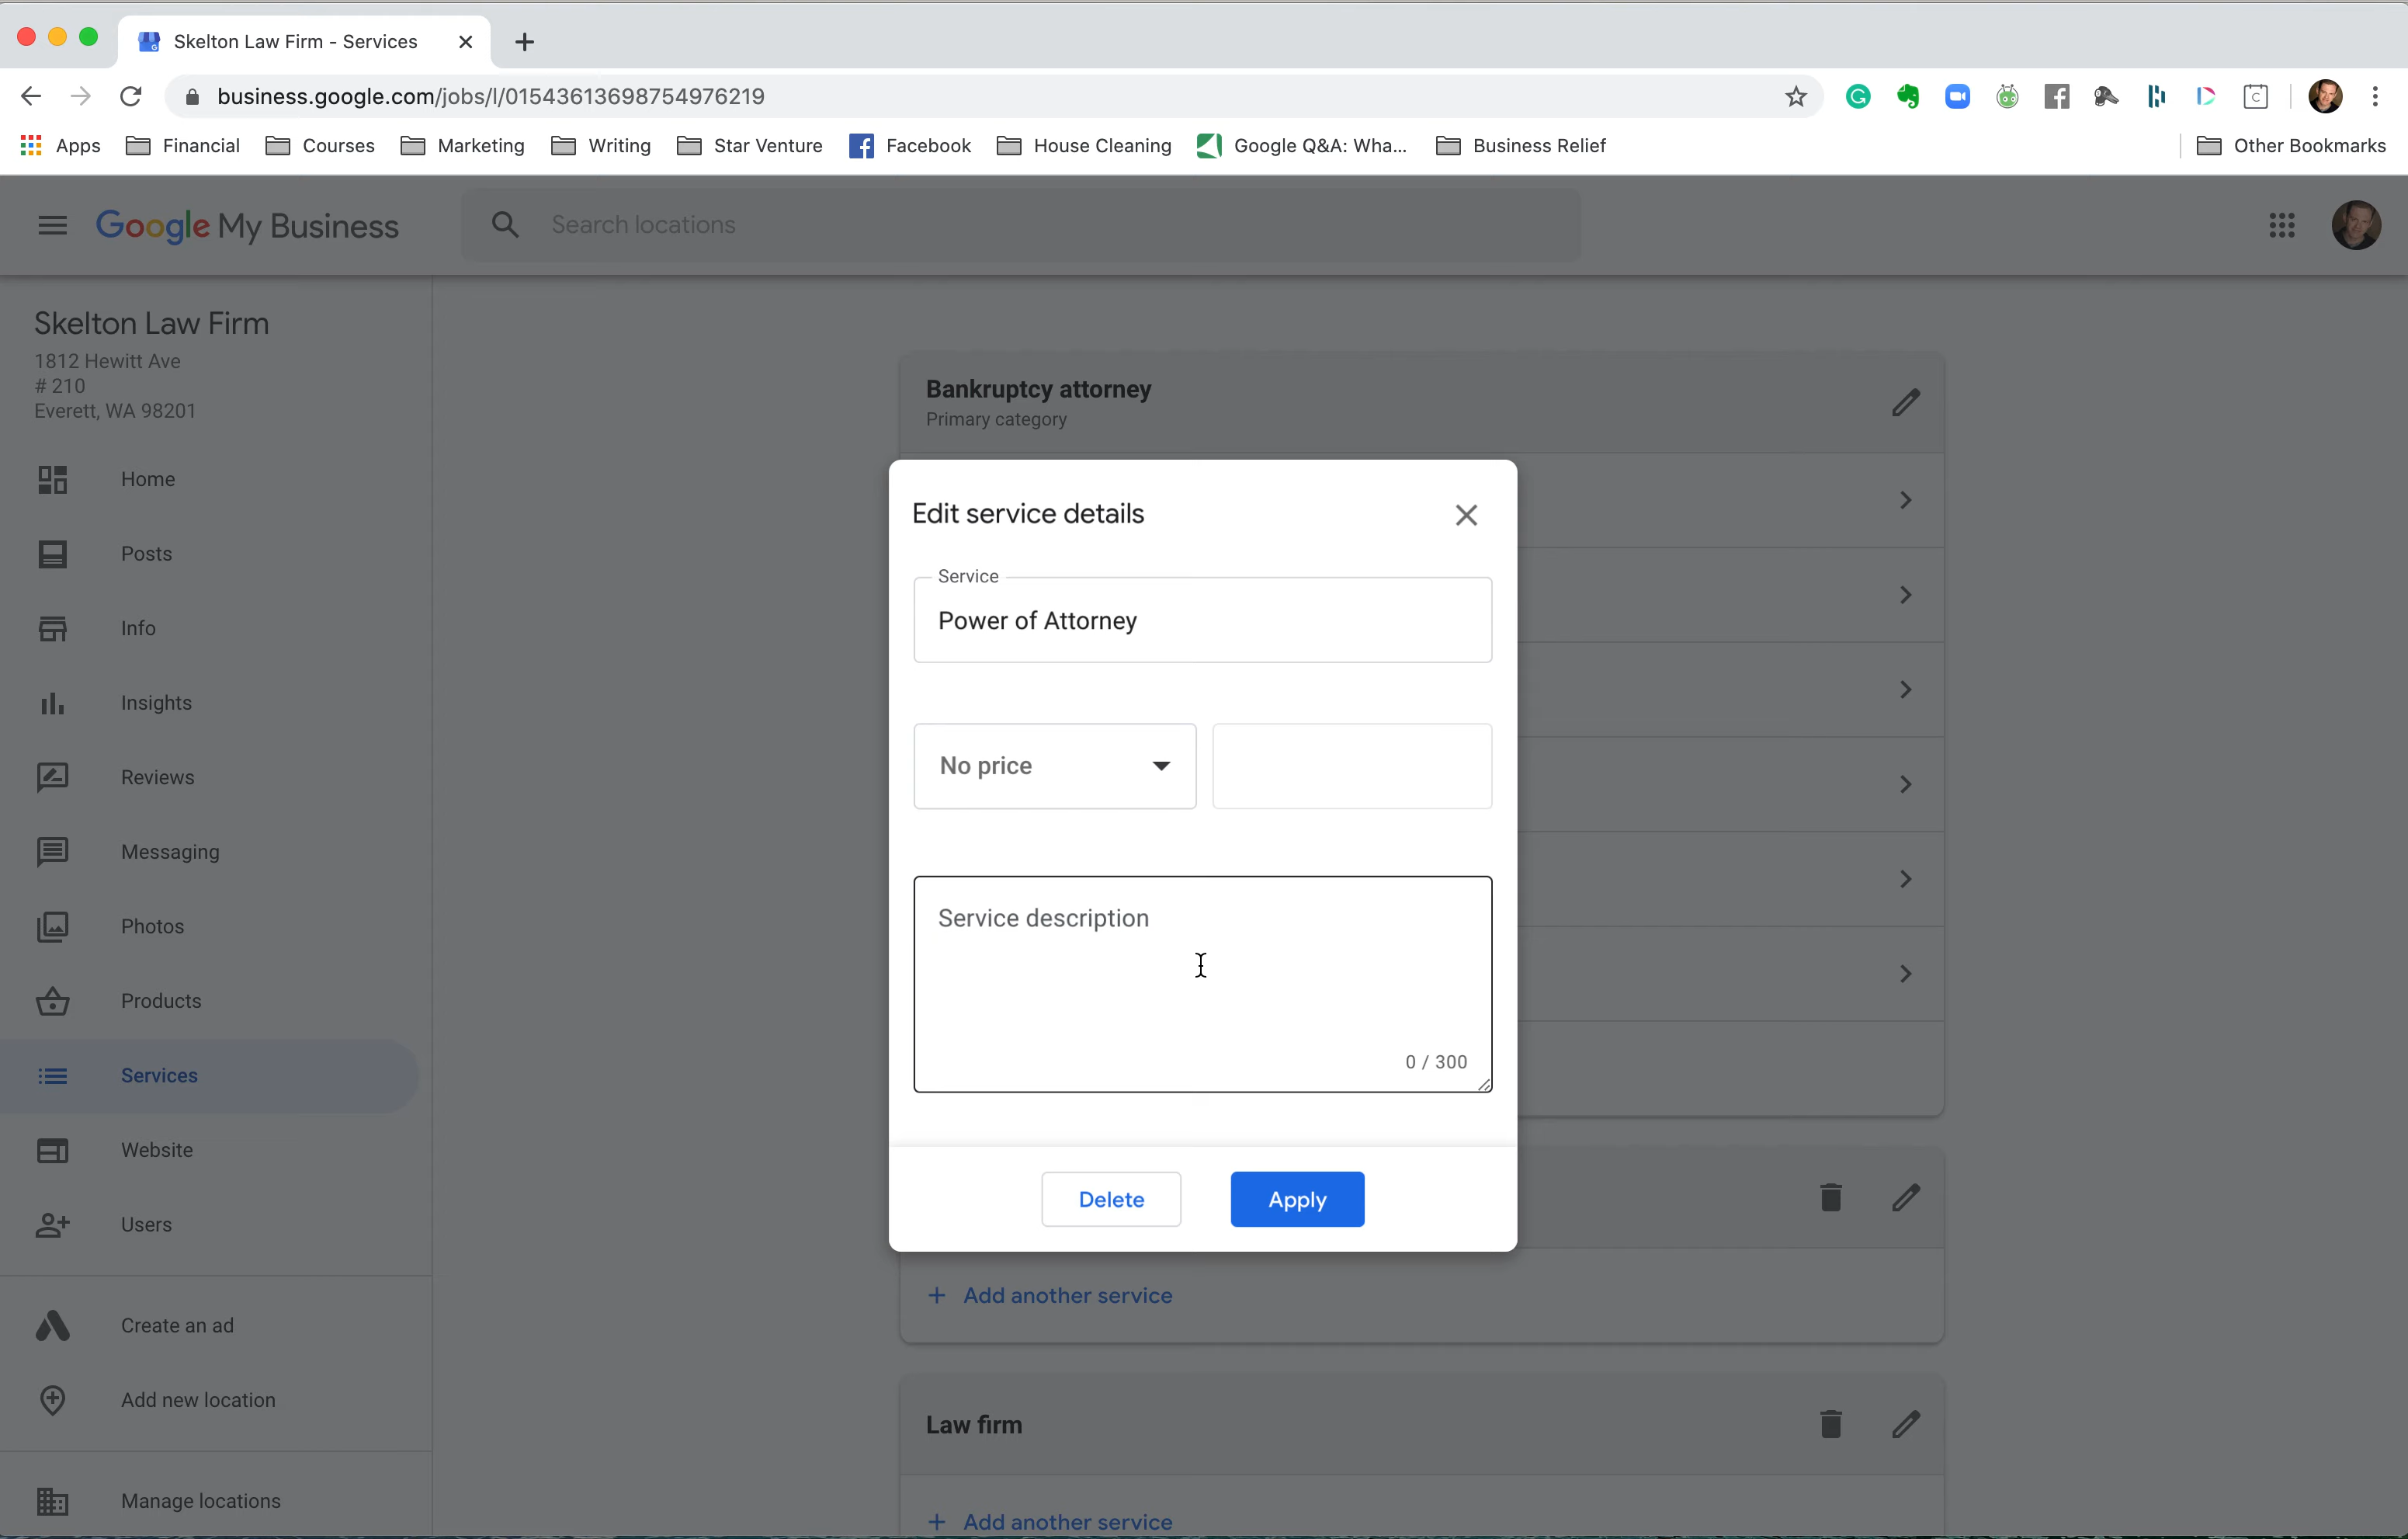 Skelton Law Firm - Services
business.google.com/jobs/l/01543613698754976219
Apps
Financial
Courses
Marketing
Writing
Star Venture
Facebook
House Cleaning
Google Q&A: Wha...
Business Relief
Other Bookmarks
Google My Business
Search locations
Skelton Law Firm
1812 Hewitt Ave
# 210
Everett, WA 98201
Home
Posts
Info
Insights
Reviews
Messaging
Photos
Products
Services
Website
Users
Create an ad
Add new location
Manage locations
Bankruptcy attorney
Primary category
Edit service details
Service
Power of Attorney
No price
Service description
0 / 300
Delete
Apply
+ Add another service
Law firm
+ Add another service